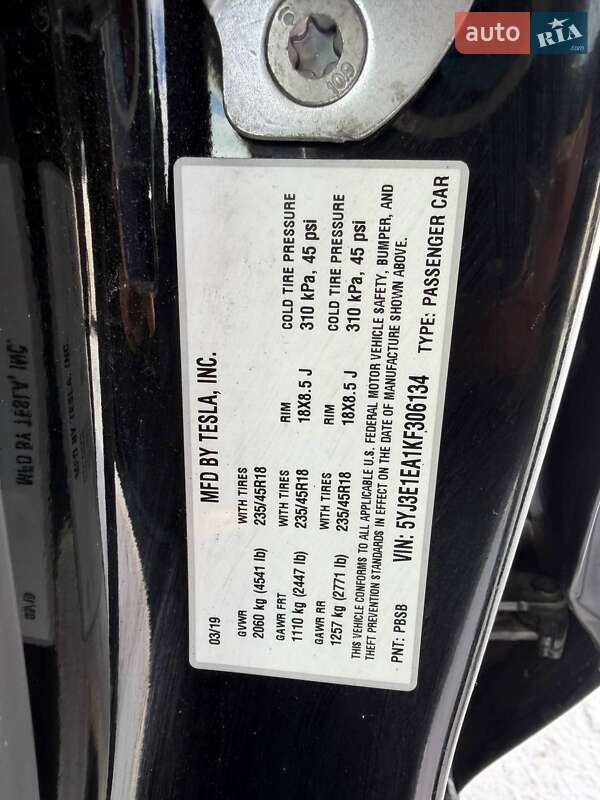 auto RIA.com
10.9
MFD BY TESLA, INC.
03/19
GVWR WITH TIRES RIM COLD TIRE PRESSURE
2060 kg (4541 lb) 235/45R18 18X8.5 J 310 kPa, 45 psi
GAWR FRT WITH TIRES RIM COLD TIRE PRESSURE
1110 kg (2447 lb) 235/45R18 18X8.5 J 310 kPa, 45 psi
GAWR RR
1257 kg (2771 lb) 235/45R18
THIS VEHICLE CONFORMS TO ALL APPLICABLE U.S. FEDERAL MOTOR VEHICLE SAFETY, BUMPER, AND
THEFT PREVENTION STANDARDS IN EFFECT ON THE DATE OF MANUFACTURE SHOWN ABOVE.
PNT: PBSB VIN: 5YJ3E1EA1KF306134 TYPE: PASSENGER CAR